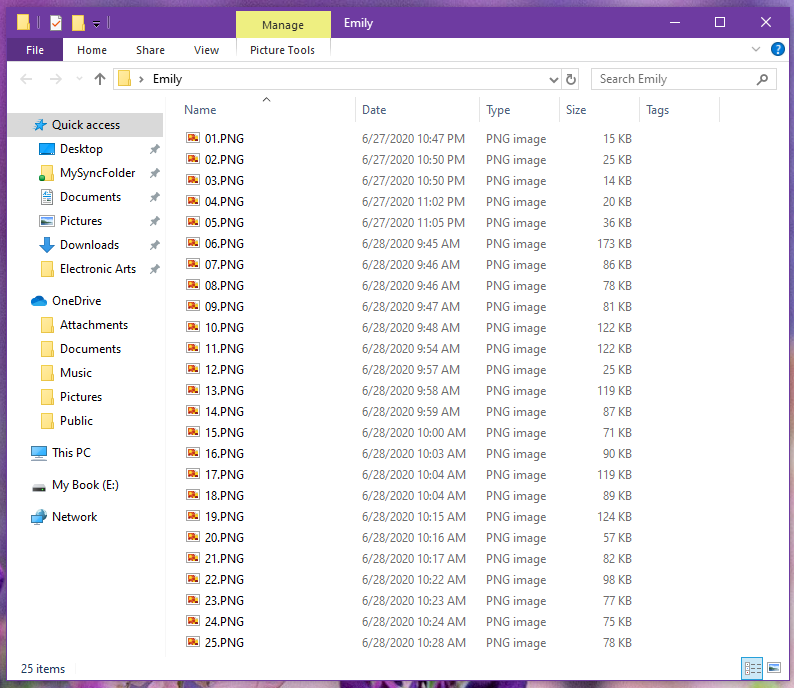 Manage Emily
File Home Share View Picture Tools
Emily Search Emily
Name Date Type Size Tags
Quick access
Desktop
MySyncFolder
Documents
Pictures
Downloads
Electronic Arts
OneDrive
Attachments
Documents
Music
Pictures
Public
This PC
My Book (E:)
Network
01.PNG 6/27/2020 10:47 PM PNG image 15 KB
02.PNG 6/27/2020 10:50 PM PNG image 25 KB
03.PNG 6/27/2020 10:50 PM PNG image 14 KB
04.PNG 6/27/2020 11:02 PM PNG image 20 KB
05.PNG 6/27/2020 11:05 PM PNG image 36 KB
06.PNG 6/28/2020 9:45 AM PNG image 173 KB
07.PNG 6/28/2020 9:46 AM PNG image 86 KB
08.PNG 6/28/2020 9:46 AM PNG image 78 KB
09.PNG 6/28/2020 9:47 AM PNG image 81 KB
10.PNG 6/28/2020 9:48 AM PNG image 122 KB
11.PNG 6/28/2020 9:54 AM PNG image 122 KB
12.PNG 6/28/2020 9:57 AM PNG image 25 KB
13.PNG 6/28/2020 9:58 AM PNG image 119 KB
14.PNG 6/28/2020 9:59 AM PNG image 87 KB
15.PNG 6/28/2020 10:00 AM PNG image 71 KB
16.PNG 6/28/2020 10:03 AM PNG image 90 KB
17.PNG 6/28/2020 10:04 AM PNG image 119 KB
18.PNG 6/28/2020 10:04 AM PNG image 89 KB
19.PNG 6/28/2020 10:15 AM PNG image 124 KB
20.PNG 6/28/2020 10:16 AM PNG image 57 KB
21.PNG 6/28/2020 10:17 AM PNG image 82 KB
22.PNG 6/28/2020 10:22 AM PNG image 98 KB
23.PNG 6/28/2020 10:23 AM PNG image 77 KB
24.PNG 6/28/2020 10:24 AM PNG image 75 KB
25.PNG 6/28/2020 10:28 AM PNG image 78 KB
25 items